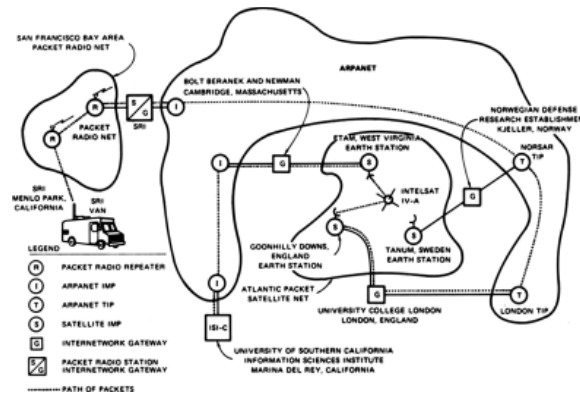 SAN FRANCISCO BAY AREA
PACKET RADIO NET
ARPANET
BOLT BERANEK AND NEWMAN
CAMBRIDGE, MASSACHUSETTS
NORWEGIAN DEFENSE
RESEARCH ESTABLISHMENT
KJELLER, NORWAY
R
PACKET RADIO NET
R
S/G
SRI
I
ETAM, WEST VIRGINIA
EARTH STATION
NORSAR
TIP
T
I
G
S
INTELSAT
IV-A
G
SRI
MENLO PARK,
CALIFORNIA
SRI
VAN
S
GOONHILLY DOWNS,
ENGLAND
EARTH STATION
S
TANUM, SWEDEN
EARTH STATION
LEGEND
R PACKET RADIO REPEATER
I ARPANET IMP
T ARPANET TIP
S SATELLITE IMP
G INTERNETWORK GATEWAY
S/G PACKET RADIO STATION
INTERNETWORK GATEWAY
PATH OF PACKETS
ATLANTIC PACKET
SATELLITE NET
I
ISI-C
G
UNIVERSITY COLLEGE LONDON
LONDON, ENGLAND
T
LONDON TIP
UNIVERSITY OF SOUTHERN CALIFORNIA
INFORMATION SCIENCES INSTITUTE
MARINA DEL REY, CALIFORNIA